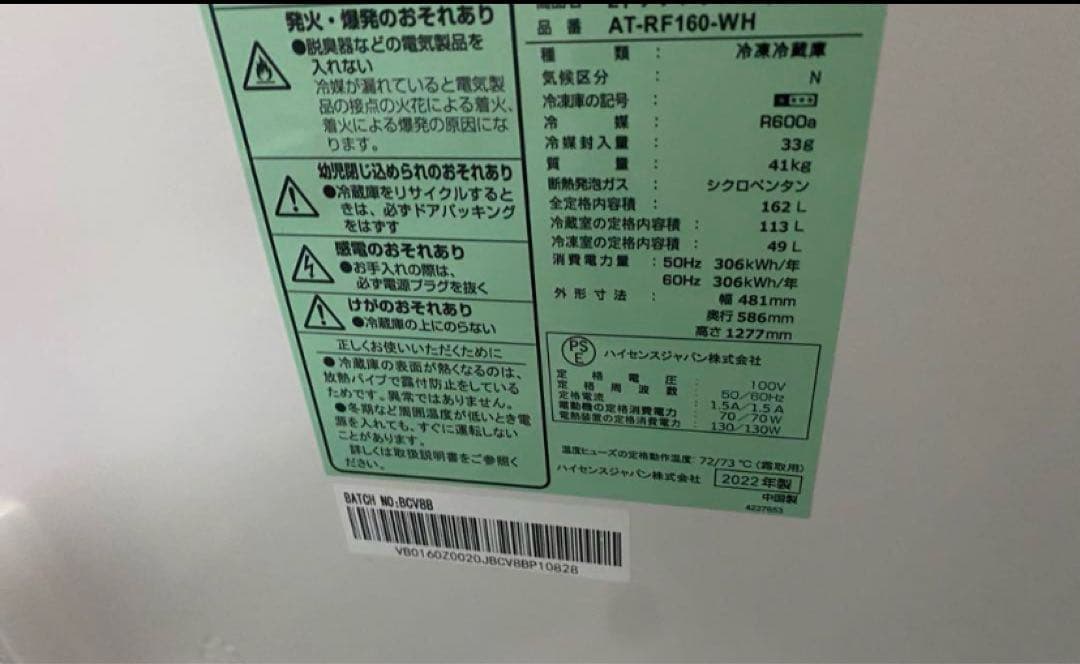 発火・爆発のおそれあり
●脱臭器などの電気製品を
入れない
冷媒が漏れていると電気製
品の接点の火花による着火、
着火による爆発の原因にな
ります。
幼児閉じ込められのおそれあり
●冷蔵庫をリサイクルすると
きは、必ずドアパッキング
をはずす
感電のおそれあり
●お手入れの際は、
必ず電源プラグを抜く
けがのおそれあり
●冷蔵庫の上にのらない
正しくお使いいただくために
●冷蔵庫の表面が熱くなるのは、
放熱パイプで露付防止をしている
ためです。異常ではありません。
●冬期など周囲温度が低いとき電
源を入れても、すぐに運転しない
ことがあります。
詳しくは取扱説明書をご参照く
ださい。
品番 AT-RF160-WH
種類 : 冷凍冷蔵庫
気候区分 : N
冷凍庫の記号 :
冷媒 : R600a
冷媒封入量 : 33g
質量 : 41kg
断熱発泡ガス : シクロペンタン
全定格内容積 : 162 L
冷蔵室の定格内容積 : 113 L
冷凍室の定格内容積 : 49 L
消費電力量 : 50Hz 306kWh/年
60Hz 306kWh/年
外形寸法 : 幅 481mm
奥行 586mm
高さ 1277mm
PS
E ハイセンスジャパン株式会社
定格電圧 : 100V
定格周波数 : 50/60Hz
定格電流 : 1.5A/1.5A
電動機の定格消費電力 : 70/70W
電熱装置の定格消費電力 : 130/130W
温度ヒューズの定格動作温度: 72/73℃(霜取用)
ハイセンスジャパン株式会社 2022年製
中国製
4227653
BATCH NO:BCV8B
VB0160Z0020JBCV8BP10828